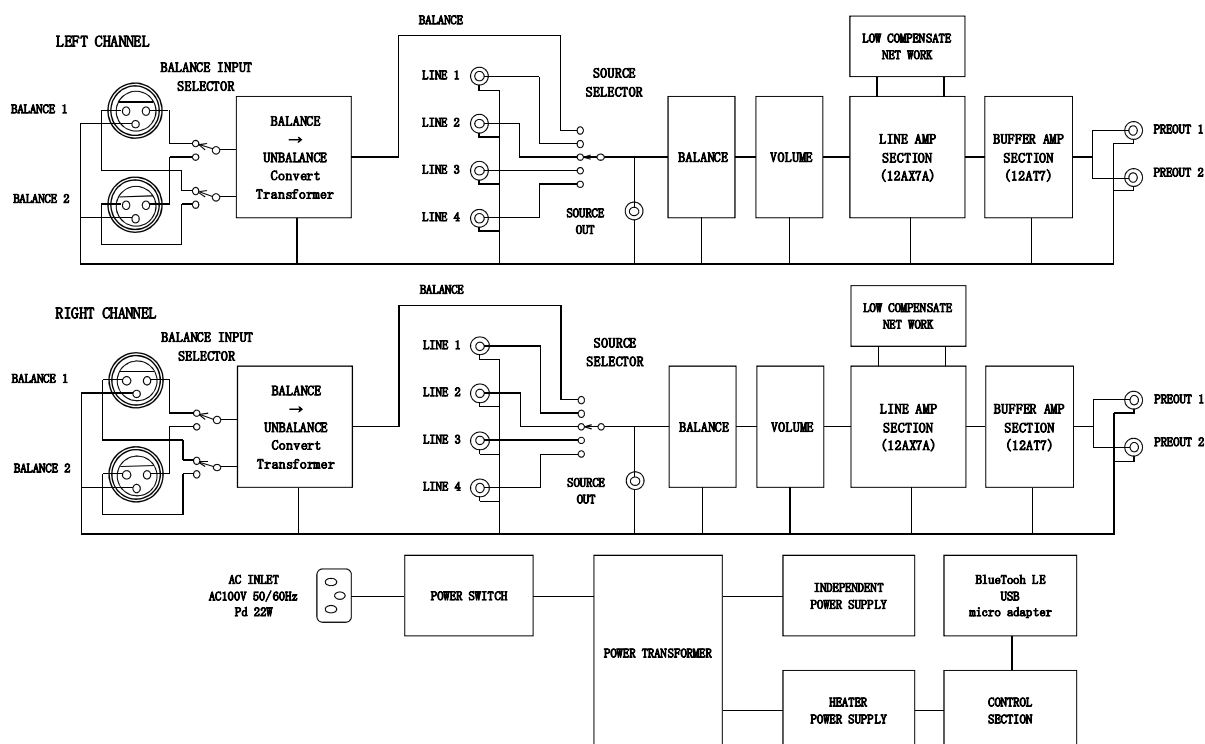 BALANCE
LEFT CHANNEL
BALANCE INPUT
SELECTOR
BALANCE 1
BALANCE 2
BALANCE
→
UNBALANCE
Convert
Transformer
LINE 1
LINE 2
LINE 3
LINE 4
SOURCE
SELECTOR
SOURCE
OUT
BALANCE
VOLUME
LOW COMPENSATE
NET WORK
LINE AMP
SECTION
(12AX7A)
BUFFER AMP
SECTION
(12AT7)
PREOUT 1
PREOUT 2
BALANCE
RIGHT CHANNEL
BALANCE INPUT
SELECTOR
BALANCE 1
BALANCE 2
BALANCE
→
UNBALANCE
Convert
Transformer
LINE 1
LINE 2
LINE 3
LINE 4
SOURCE
SELECTOR
SOURCE
OUT
BALANCE
VOLUME
LOW COMPENSATE
NET WORK
LINE AMP
SECTION
(12AX7A)
BUFFER AMP
SECTION
(12AT7)
PREOUT 1
PREOUT 2
AC INLET
AC100V 50/60Hz
Pd 22W
POWER SWITCH
POWER TRANSFORMER
INDEPENDENT
POWER SUPPLY
BlueTooh LE
USB
micro adapter
HEATER
POWER SUPPLY
CONTROL
SECTION